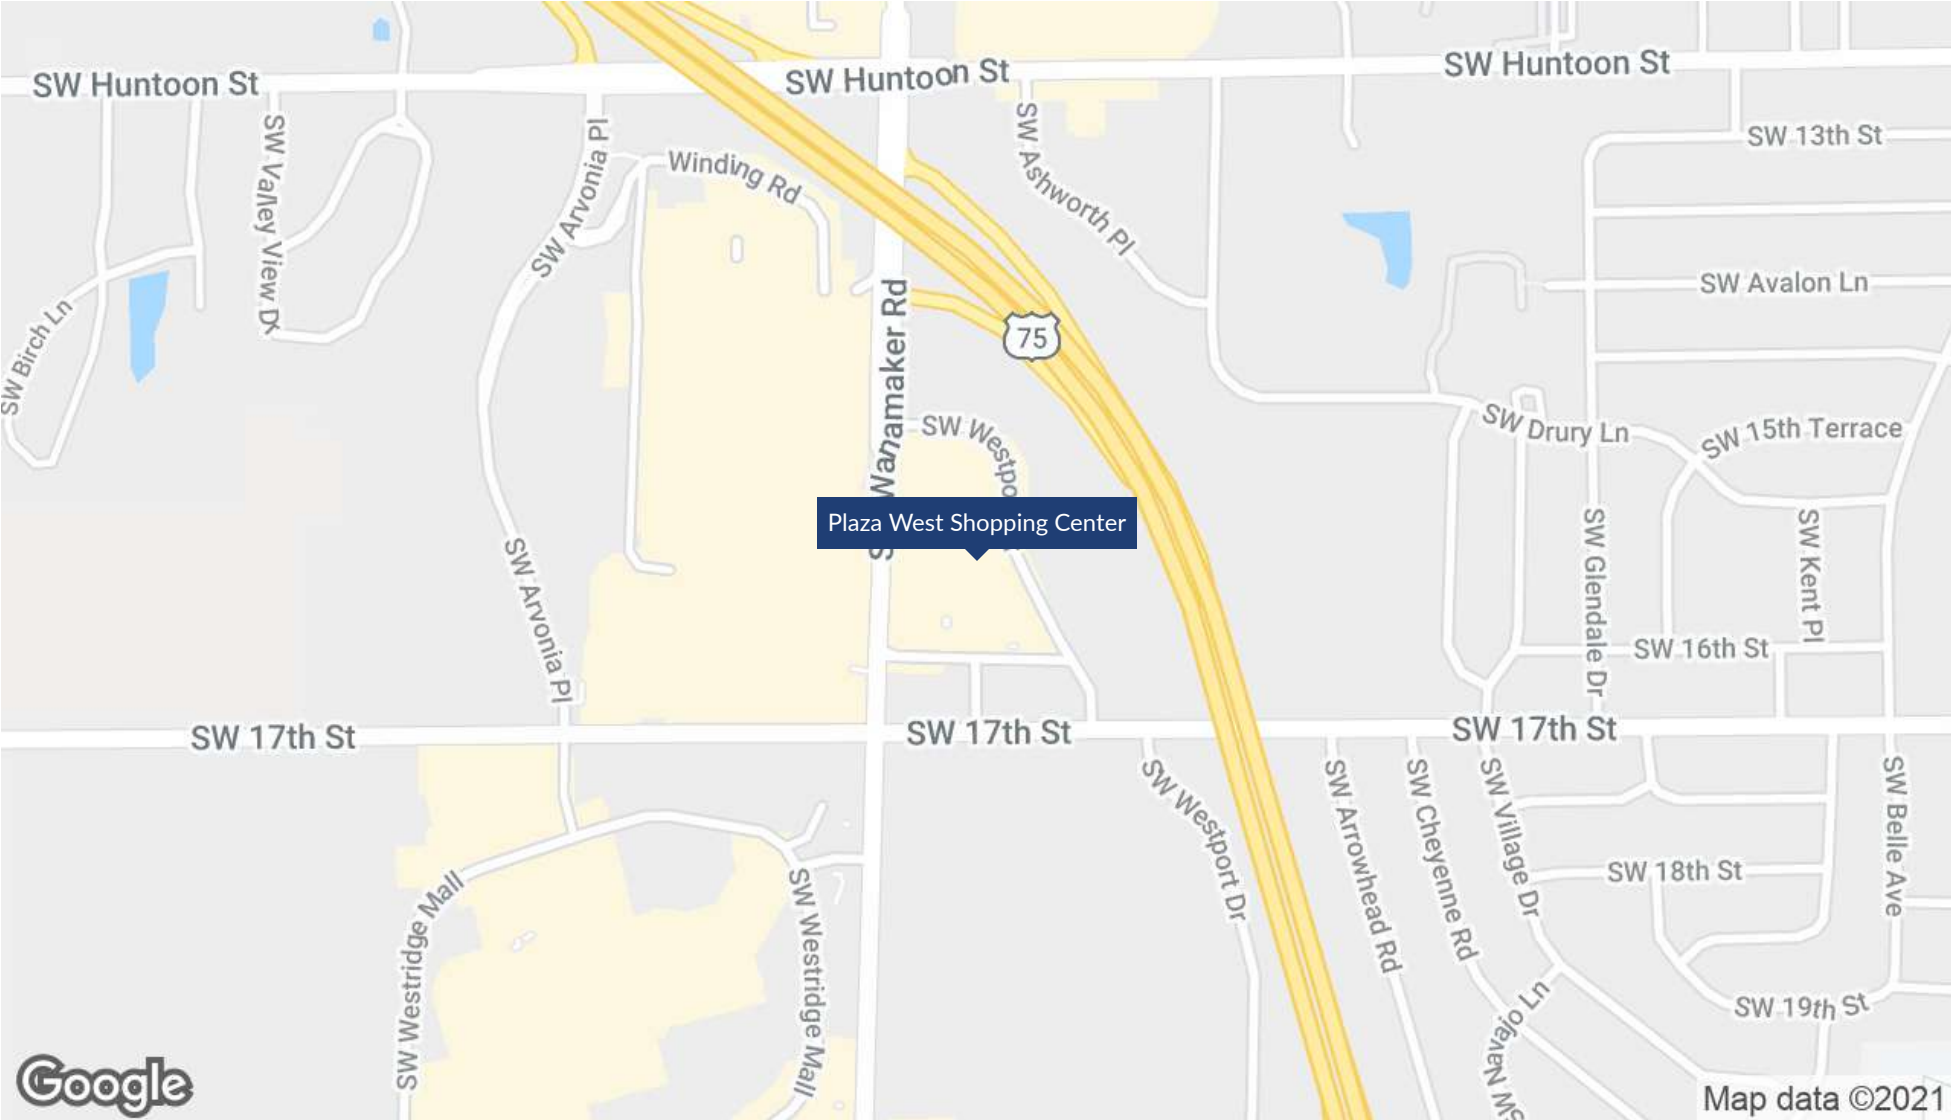 SW Huntoon St
SW Huntoon St
SW Huntoon St
SW Valley View Dr
SW Arvonia Pl
Winding Rd
SW Ashworth Pl
SW 13th St
SW Birch Ln
SW Wanamaker Rd
75
SW Avalon Ln
SW Westpo
SW Drury Ln
SW 15th Terrace
Plaza West Shopping Center
SW Arvonia Pl
SW Glendale Dr
SW Kent Pl
SW 16th St
SW 17th St
SW 17th St
SW 17th St
SW Westport Dr
SW Arrowhead Rd
SW Cheyenne Rd
SW Village Dr
SW Belle Ave
SW 18th St
SW Westridge Mall
SW Westridge Mall
SW Navajo Ln
SW 19th St
Google
Map data ©2021